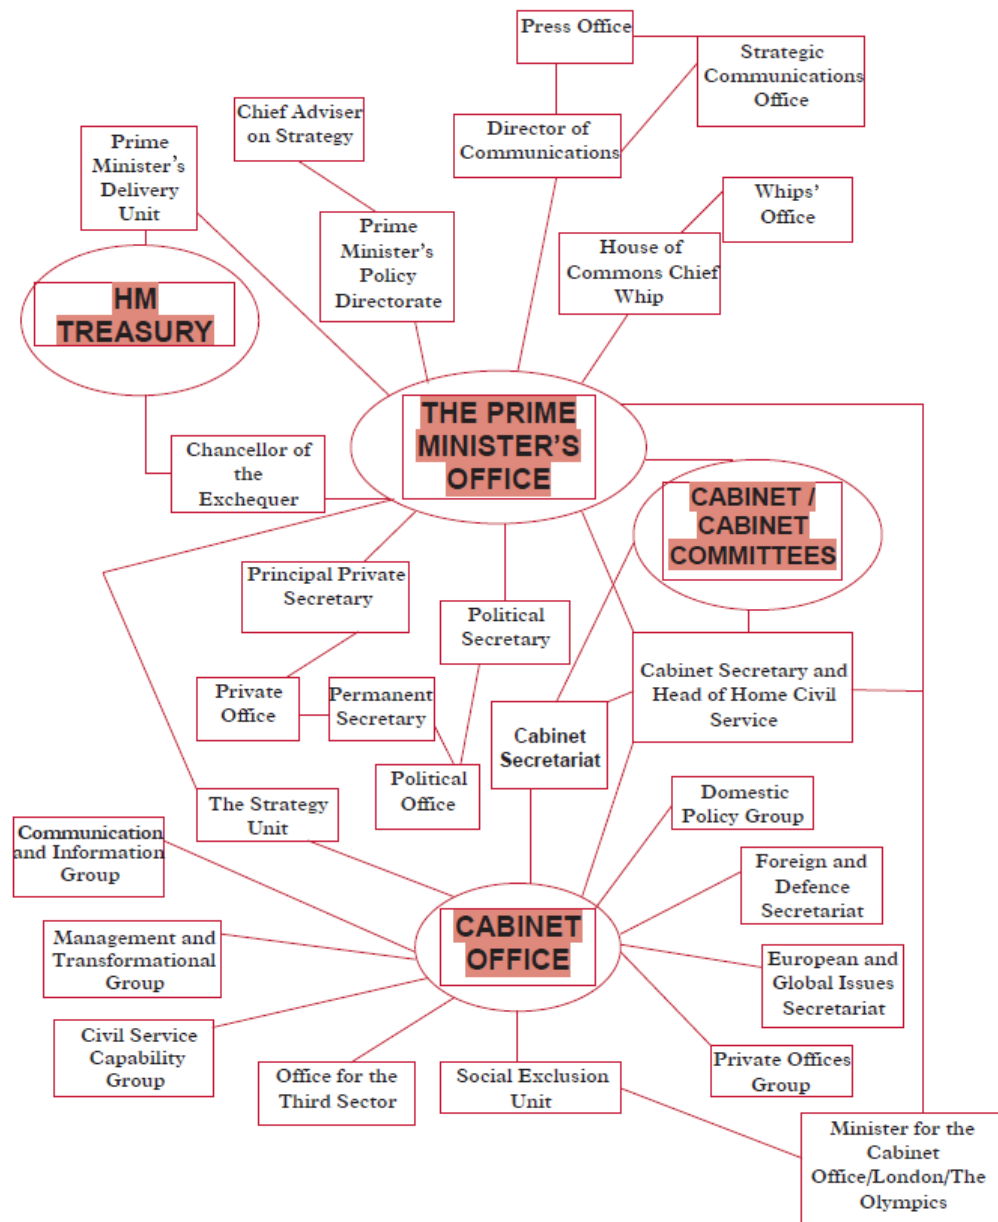 Press Office
Strategic
Communications
Office
Chief Adviser
on Strategy
Director of
Communications
Prime
Minister’s
Delivery
Unit
Whips’
Office
Prime
Minister’s
Policy
Directorate
House of
Commons Chief
Whip
HM
TREASURY
THE PRIME
MINISTER’S
OFFICE
Chancellor of
the
Exchequer
CABINET /
CABINET
COMMITTEES
Principal Private
Secretary
Political
Secretary
Cabinet Secretary and
Head of Home Civil
Service
Private
Office
Permanent
Secretary
Cabinet
Secretariat
Political
Office
The Strategy
Unit
Domestic
Policy Group
Communication
and Information
Group
Foreign and
Defence
Secretariat
CABINET
OFFICE
Management and
Transformational
Group
European and
Global Issues
Secretariat
Civil Service
Capability
Group
Office for the
Third Sector
Social Exclusion
Unit
Private Offices
Group
Minister for the
Cabinet
Office/London/The
Olympics